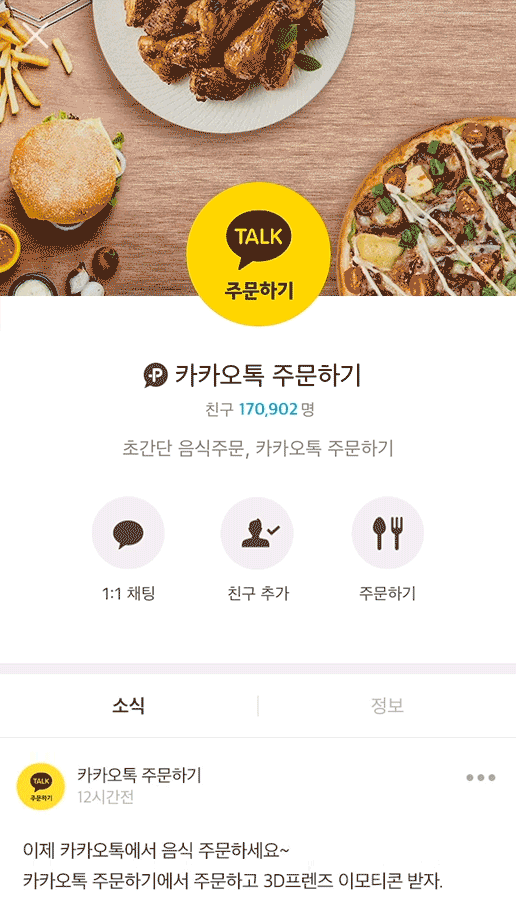 TALK
주문하기
카카오톡 주문하기
친구 170,902명
초간단 음식주문, 카카오톡 주문하기
1:1 채팅
친구 추가
주문하기
소식
정보
TALK
주문하기
카카오톡 주문하기
12시간전
이제 카카오톡에서 음식 주문하세요~
카카오톡 주문하기에서 주문하고 3D프렌즈 이모티콘 받자.